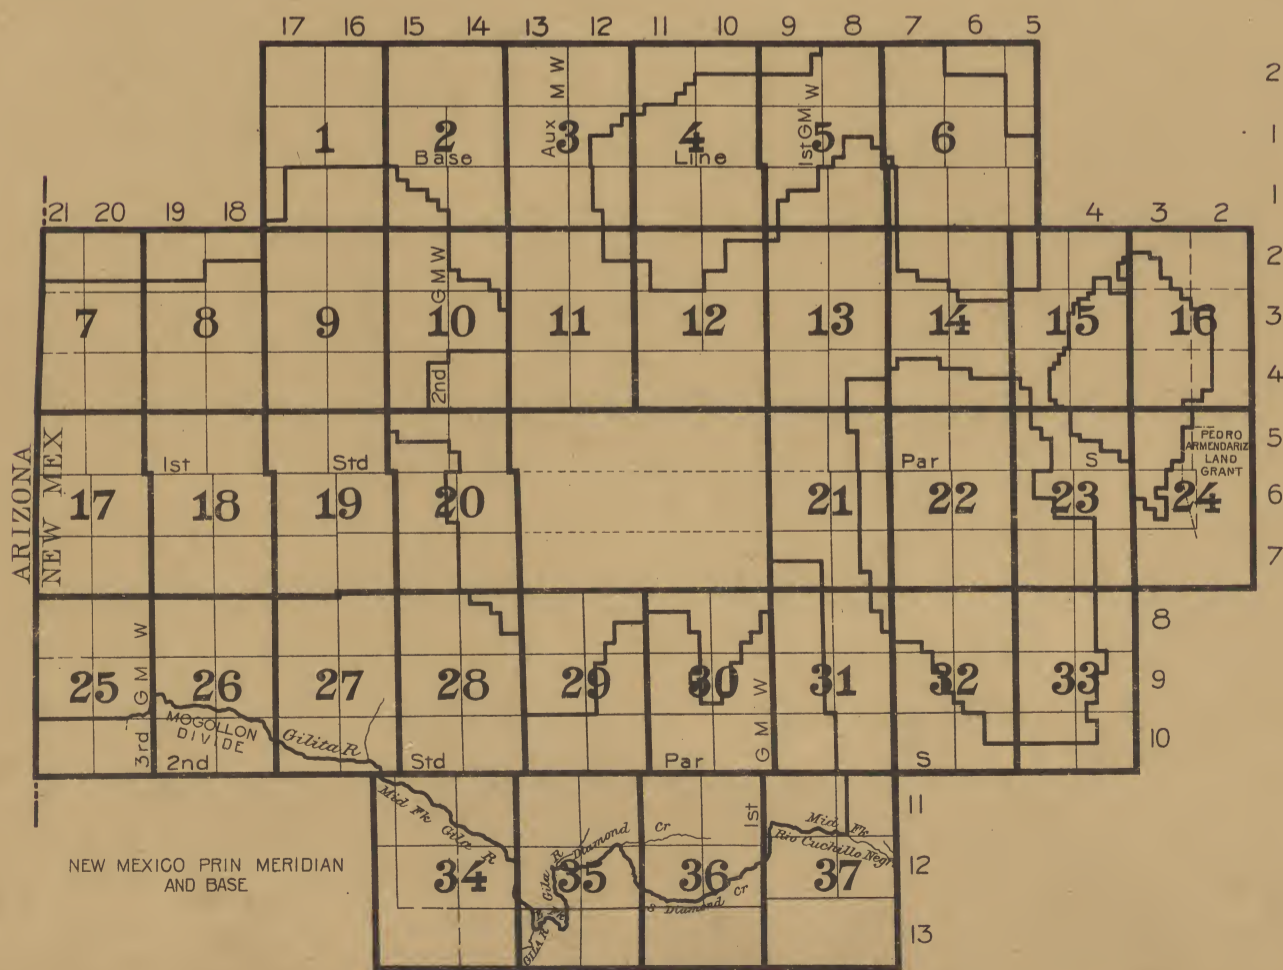 17 16 15 14 13 12 11 10 9 8 7 6 5
2
1 2 3 4 5 6
1
Aux M W
1st G M W
Base Line
1
21 20 19 18
4 3 2
2
G M W
7 8 9 10 11 12 13 14 15 16
3
2nd
4
ARIZONA
NEW MEX
5
1st Std Par S
PEDRO
ARMENDARIZ
LAND
GRANT
17 18 19 20 21 22 23 24
6
7
8
3rd G M W
G M W
25 26 27 28 29 30 31 32 33
9
MOGOLLON
DIVIDE
Gilita R
10
2nd Std Par S
1st
11
Mid Fk Gila R
Diamond Cr
Mid Fk
Rio Cuchillo Negro
34 35 36 37
12
Gila R
S Diamond Cr
GILA R
13
NEW MEXICO PRIN MERIDIAN
AND BASE